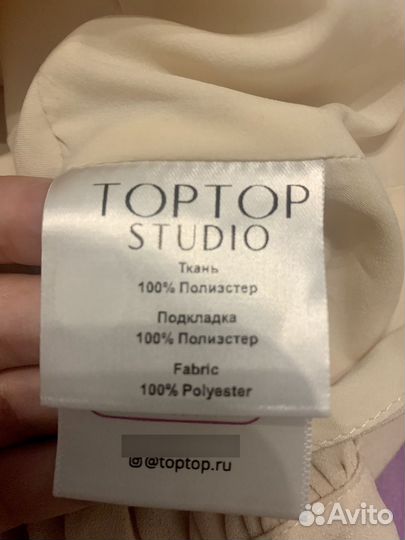 TOPTOP
STUDIO
Ткань
100% Полиэстер
Подкладка
100% Полиэстер
Fabric
100% Polyester
@toptop.ru
Avito